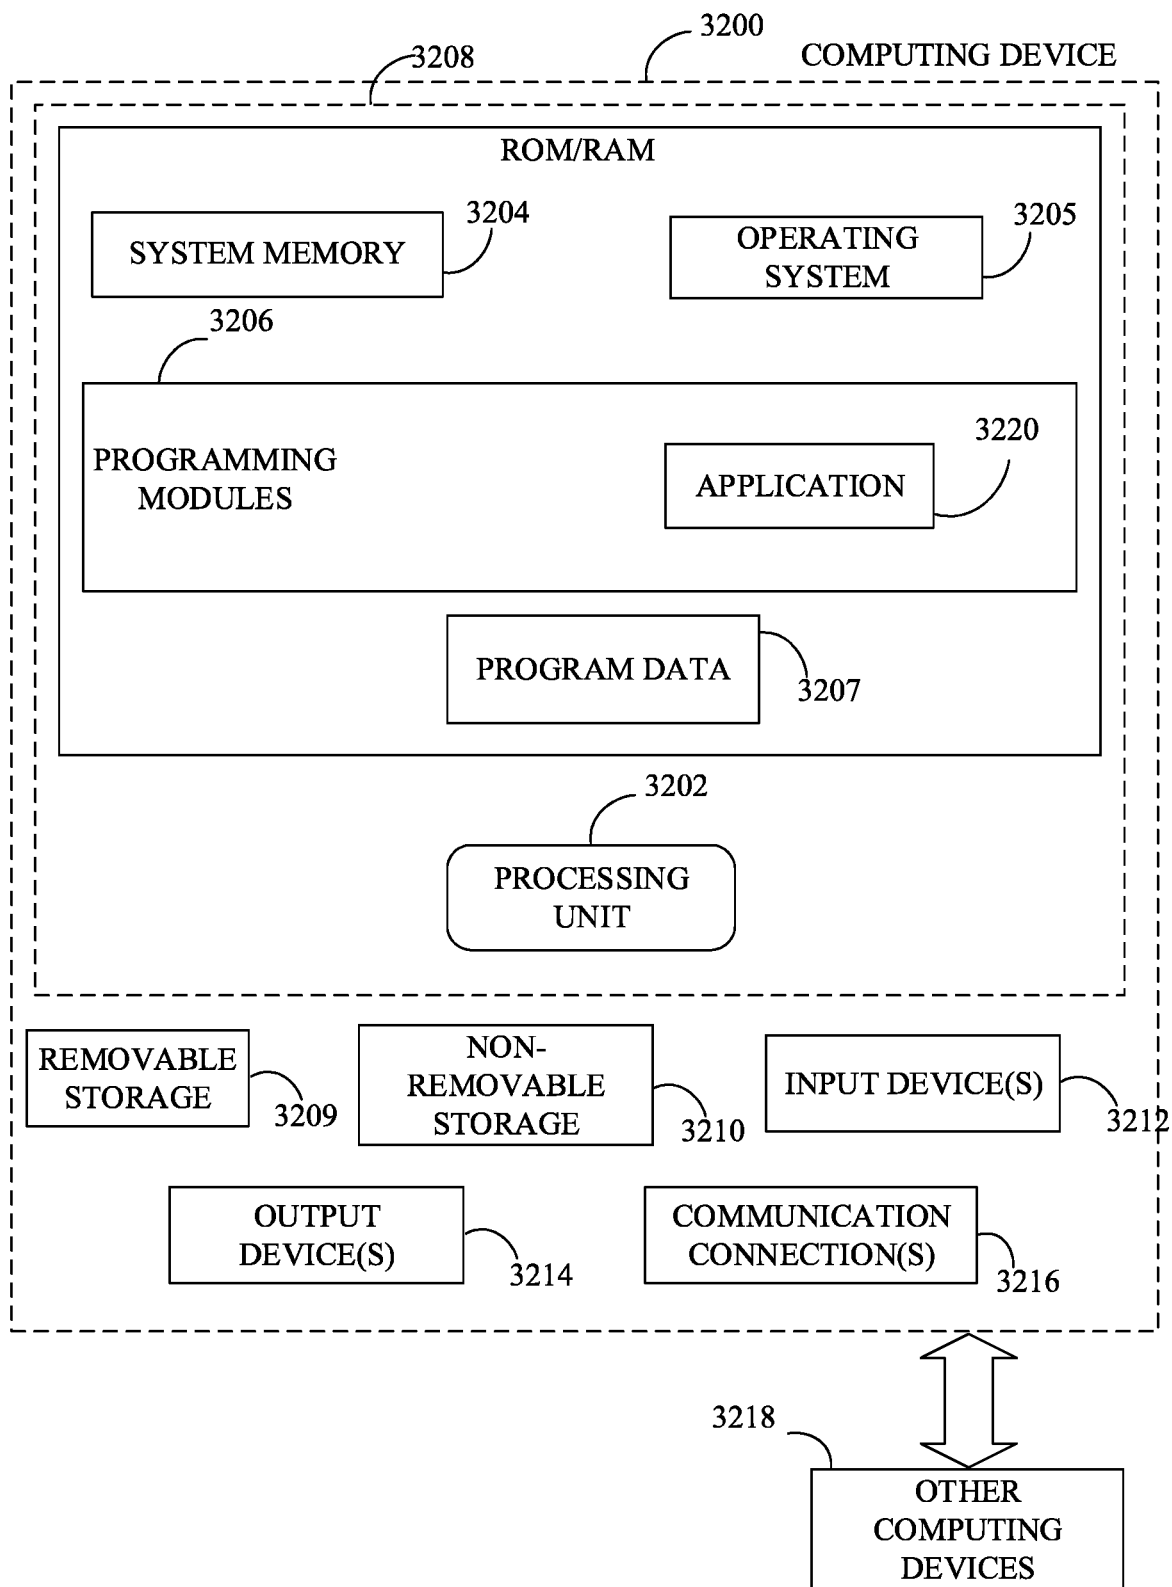 3200
COMPUTING DEVICE
3208
ROM/RAM
SYSTEM MEMORY
3204
OPERATING
SYSTEM
3205
3206
PROGRAMMING
MODULES
APPLICATION
3220
PROGRAM DATA
3207
3202
PROCESSING
UNIT
REMOVABLE
STORAGE
3209
NON-
REMOVABLE
STORAGE
3210
INPUT DEVICE(S)
3212
OUTPUT
DEVICE(S)
3214
COMMUNICATION
CONNECTION(S)
3216
3218
OTHER
COMPUTING
DEVICES